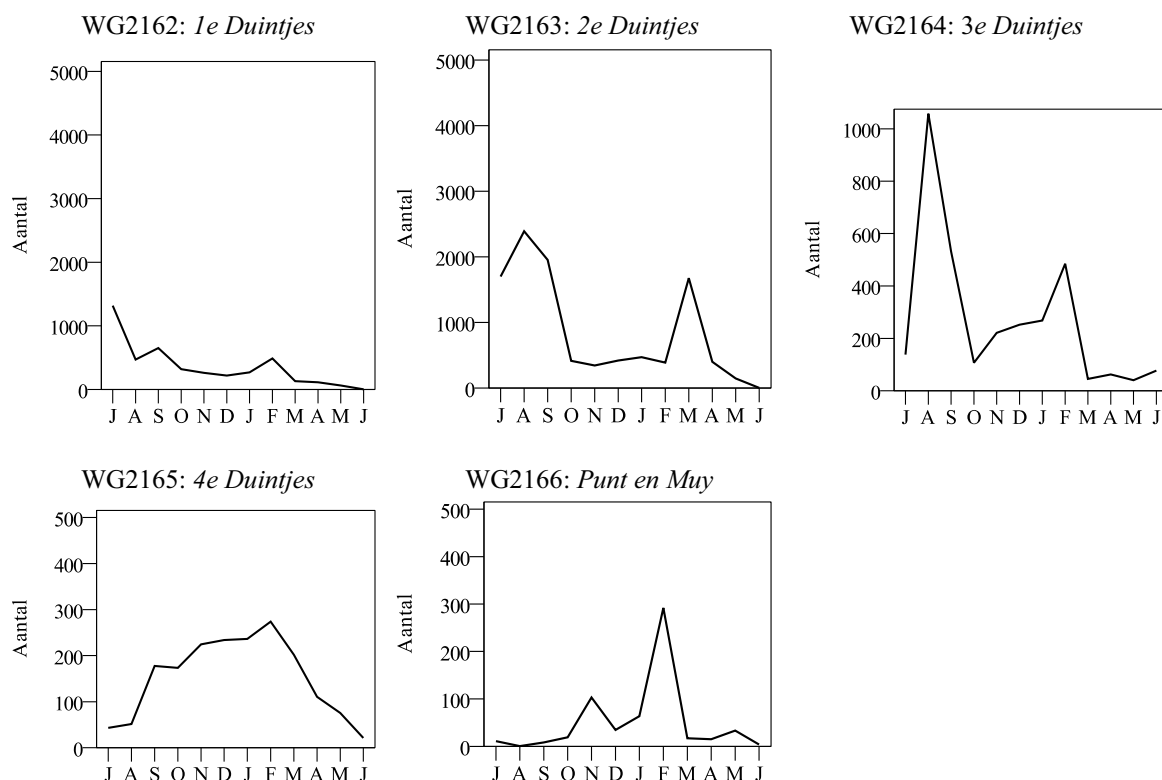 WG2162: 1e Duintjes
5000
4000
3000
2000
1000
0
Aantal
J A S O N D J F M A M J
WG2163: 2e Duintjes
5000
4000
3000
2000
1000
0
Aantal
J A S O N D J F M A M J
WG2164: 3e Duintjes
1000
800
600
400
200
0
Aantal
J A S O N D J F M A M J
WG2165: 4e Duintjes
500
400
300
200
100
0
Aantal
J A S O N D J F M A M J
WG2166: Punt en Muy
500
400
300
200
100
0
Aantal
J A S O N D J F M A M J